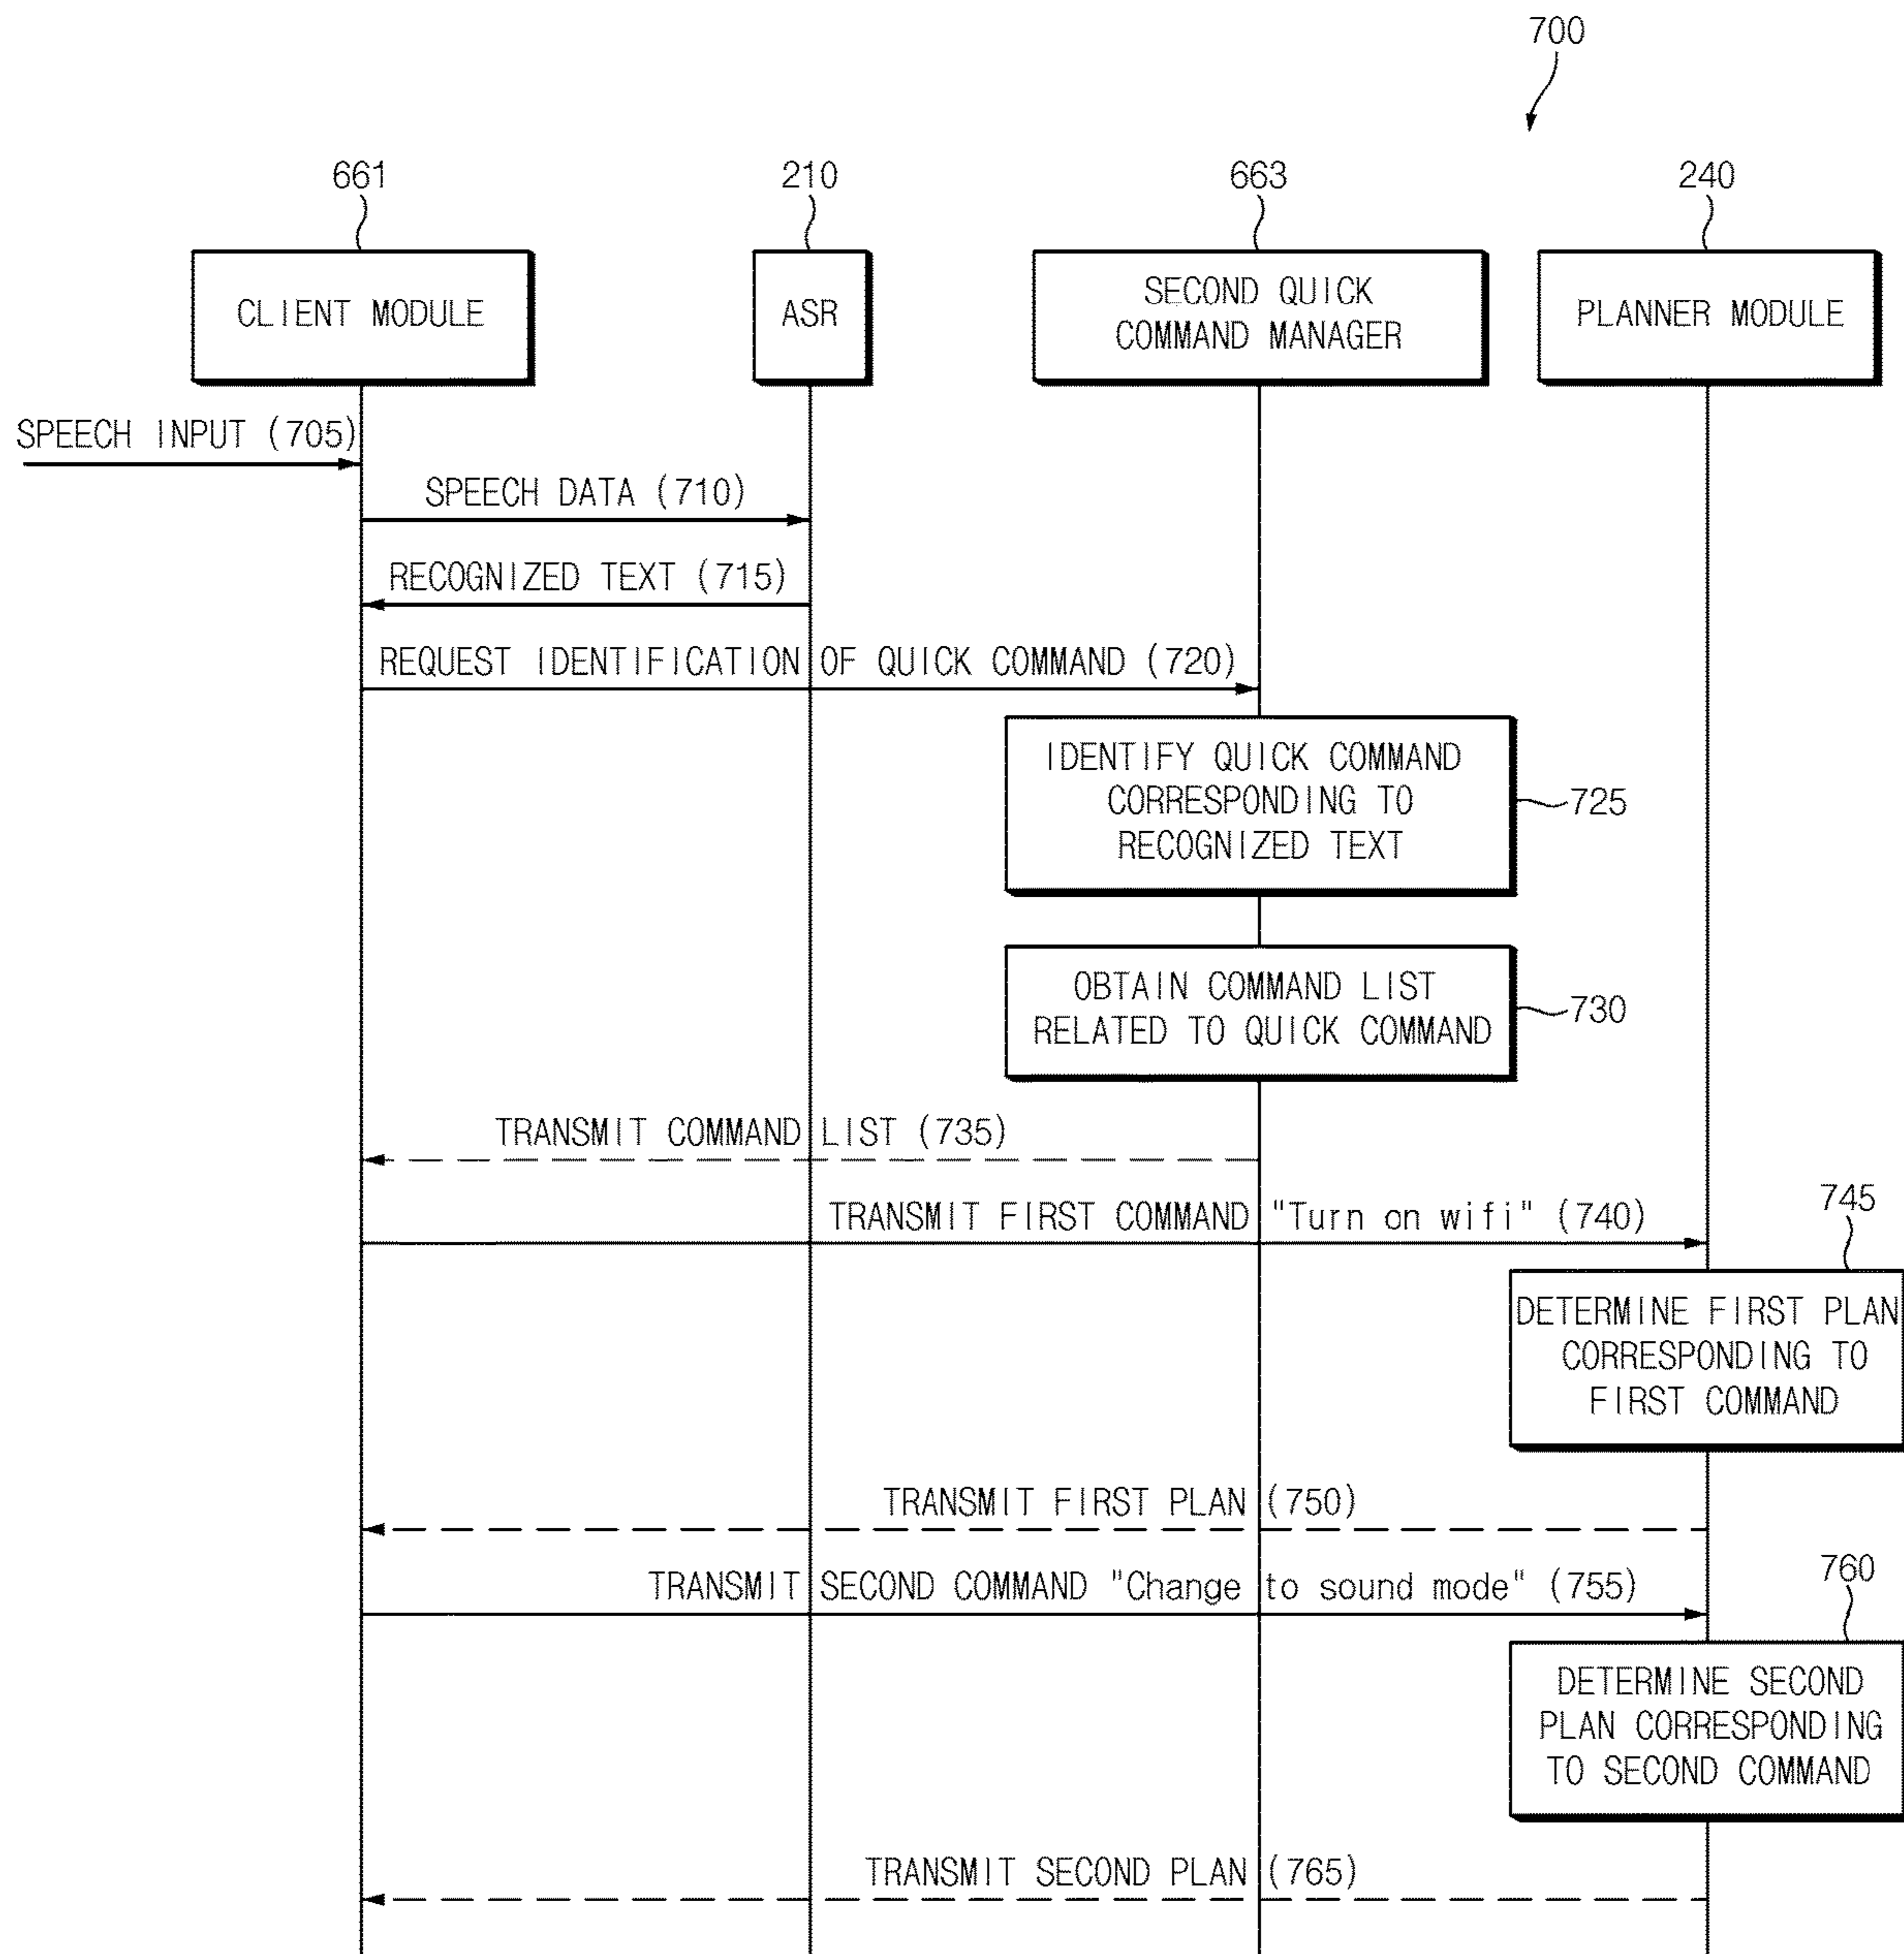 700
661
210
663
240
CLIENT MODULE
ASR
SECOND QUICK
COMMAND MANAGER
PLANNER MODULE
SPEECH INPUT (705)
SPEECH DATA (710)
RECOGNIZED TEXT (715)
REQUEST IDENTIFICATION OF QUICK COMMAND (720)
IDENTIFY QUICK COMMAND
CORRESPONDING TO
RECOGNIZED TEXT
725
OBTAIN COMMAND LIST
RELATED TO QUICK COMMAND
730
TRANSMIT COMMAND LIST (735)
TRANSMIT FIRST COMMAND "Turn on wifi" (740)
745
DETERMINE FIRST PLAN
CORRESPONDING TO
FIRST COMMAND
TRANSMIT FIRST PLAN (750)
TRANSMIT SECOND COMMAND "Change to sound mode" (755)
760
DETERMINE SECOND
PLAN CORRESPONDING
TO SECOND COMMAND
TRANSMIT SECOND PLAN (765)